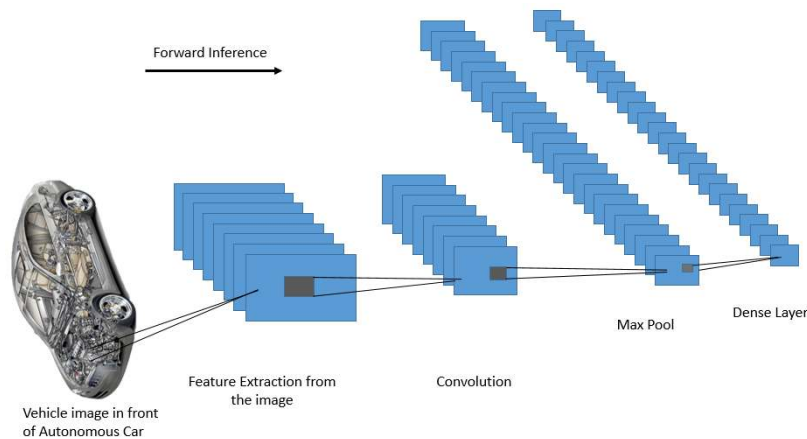 Forward Inference
Max Pool
Dense Layer
Feature Extraction from
the image
Convolution
Vehicle image in front
of Autonomous Car